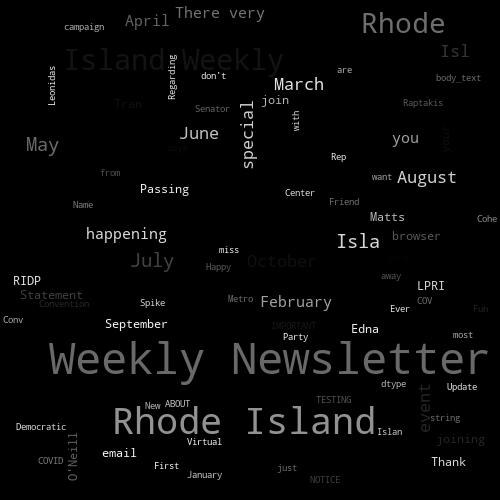 There very
April
campaign
Rhode
Island Weekly
Isl
Regarding
don't
are
Leonidas
body_text
March
join
Tran
Senator
Raptakis
special
with
June
you
your
May
Rep
from
want
August
Passing
Center
Name
Friend
Matts
Cohe
happening
Isla
browser
miss
July
October
Happy
away
RIDP
LPRI
Statement
Convention
Spike
Metro
February
COV
Ever
Fun
Conv
September
IMPORTANT
Edna
Party
most
Weekly Newsletter
dtype
Update
event
New
ABOUT
TESTING
Rhode Island
string
Democratic
Islan
joining
O'Neill
Virtual
email
COVID
First
just
Thank
January
NOTICE